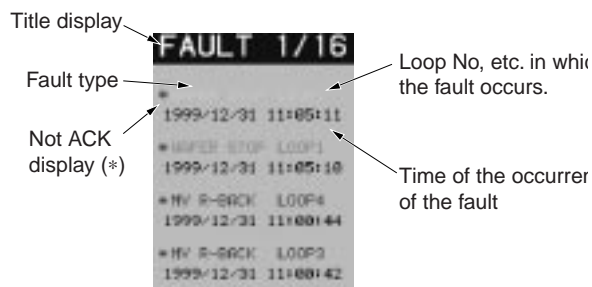 Title display
FAULT 1/16
Loop No, etc. in whic
the fault occurs.
Fault type
*
1999/12/31 11:05:11
Not ACK
display (*)
* WAFER STOP LOOP1
1999/12/31 11:05:10
Time of the occurren
of the fault
* MV R-BACK LOOP4
1999/12/31 11:00:44
* MV R-BACK LOOP3
1999/12/31 11:00:42